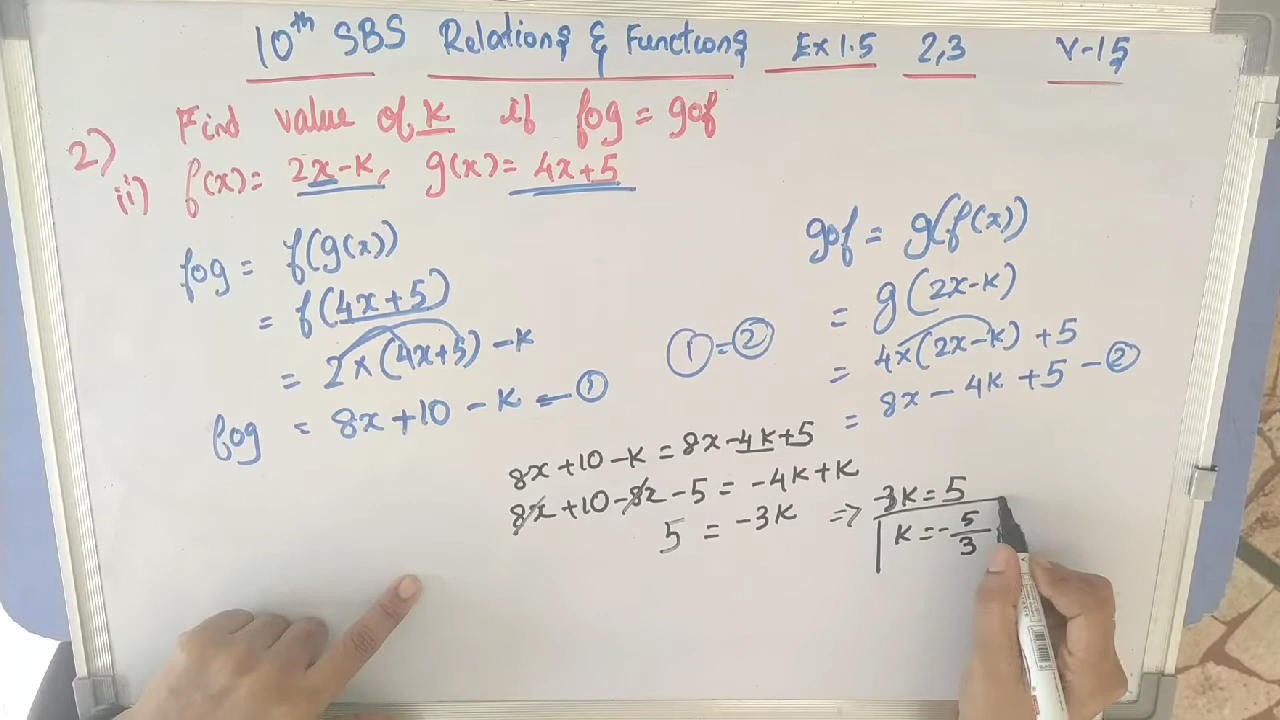 10th SBS Relations & Functions Ex 1.5 2,3 V-15
Find value of k if fog = gof
2)
ii) f(x) = 2x-k, g(x) = 4x+5
fog = f(g(x))
= f(4x+5)
= 2x(4x+5)-k
fog = 8x+10-k - ①
① = ②
gof = g(f(x))
= g(2x-k)
= 4x(2x-k)+5
= 8x-4k+5 - ②
8x+10-k = 8x-4k+5
8x+10-8x-5 = -4k+k
5 = -3k => -3k = 5
k = -5/3